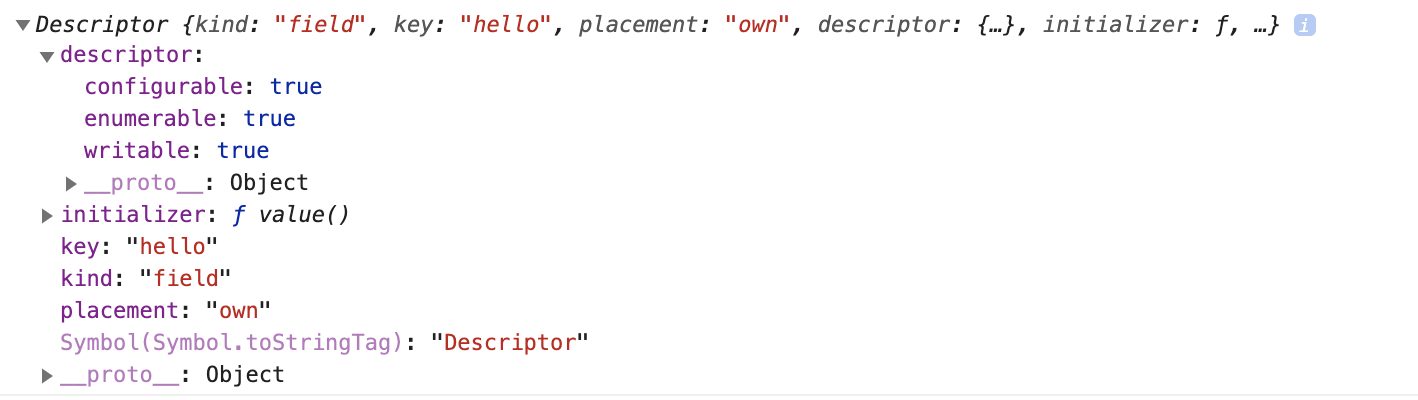 Descriptor {kind: "field", key: "hello", placement: "own", descriptor: {…}, initializer: ƒ, …} i
descriptor:
configurable: true
enumerable: true
writable: true
__proto__: Object
initializer: ƒ value()
key: "hello"
kind: "field"
placement: "own"
Symbol(Symbol.toStringTag): "Descriptor"
__proto__: Object